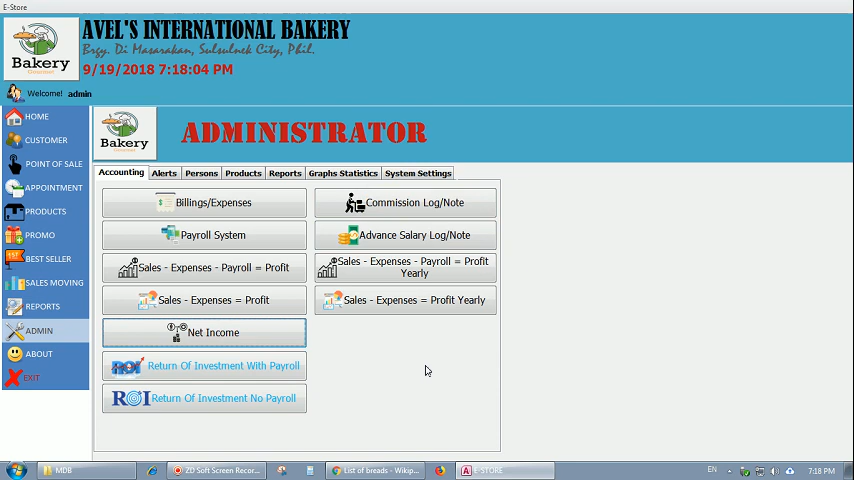 E-Store
AVEL'S INTERNATIONAL BAKERY
Brgy. Di Masarakan, Sulsulnek City, Phil.
9/19/2018 7:18:04 PM
Bakery
Gourmet
Welcome! admin
HOME
CUSTOMER
POINT OF SALE
APPOINTMENT
PRODUCTS
PROMO
BEST SELLER
SALES MOVING
REPORTS
ADMIN
ABOUT
EXIT
Bakery
Gourmet
ADMINISTRATOR
Accounting Alerts Persons Products Reports Graphs Statistics System Settings
Billings/Expenses
Commission Log/Note
Payroll System
Advance Salary Log/Note
Sales - Expenses - Payroll = Profit
Sales - Expenses - Payroll = Profit
Yearly
Sales - Expenses = Profit
Sales - Expenses = Profit Yearly
Net Income
ROI Return Of Investment With Payroll
ROI Return Of Investment No Payroll
MDB
ZD Soft Screen Recor...
List of breads - Wikip...
E-STORE
EN
7:18 PM